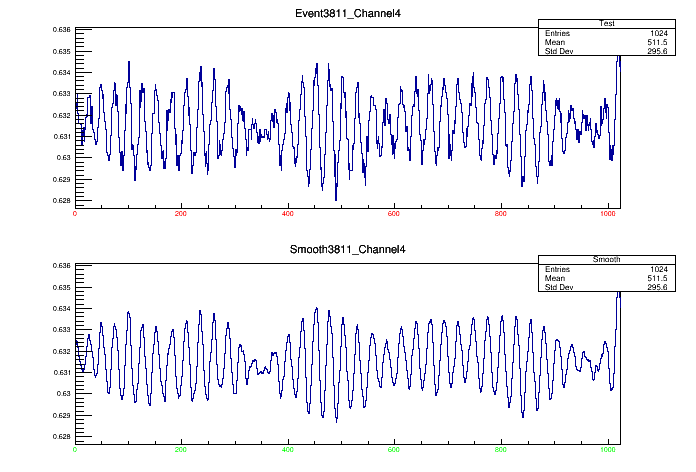 Event3811_Channel4
Test
Entries 1024
Mean 511.5
Std Dev 295.6
0.636
0.635
0.634
0.633
0.632
0.631
0.63
0.629
0.628
0 200 400 600 800 1000
Smooth3811_Channel4
Smooth
Entries 1024
Mean 511.5
Std Dev 295.6
0.636
0.635
0.634
0.633
0.632
0.631
0.63
0.629
0.628
0 200 400 600 800 1000